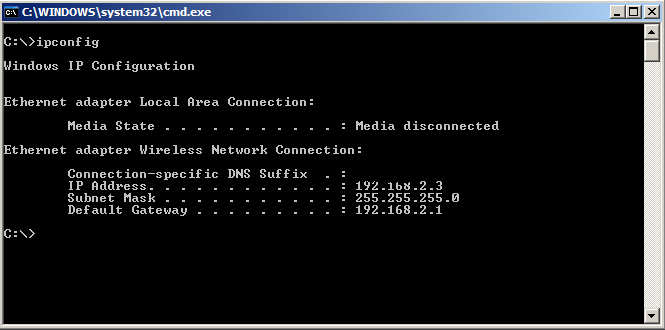 C:\WINDOWS\system32\cmd.exe
C:\>ipconfig
Windows IP Configuration
Ethernet adapter Local Area Connection:
Media State . . . . . . . . . . . : Media disconnected
Ethernet adapter Wireless Network Connection:
Connection-specific DNS Suffix  . :
IP Address. . . . . . . . . . . . : 192.168.2.3
Subnet Mask . . . . . . . . . . . : 255.255.255.0
Default Gateway . . . . . . . . . : 192.168.2.1
C:\>